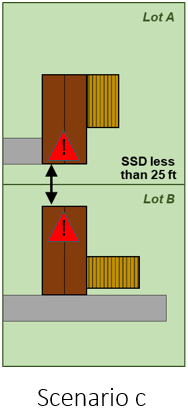 Lot A
SSD less
than 25 ft
Lot B
Scenario c